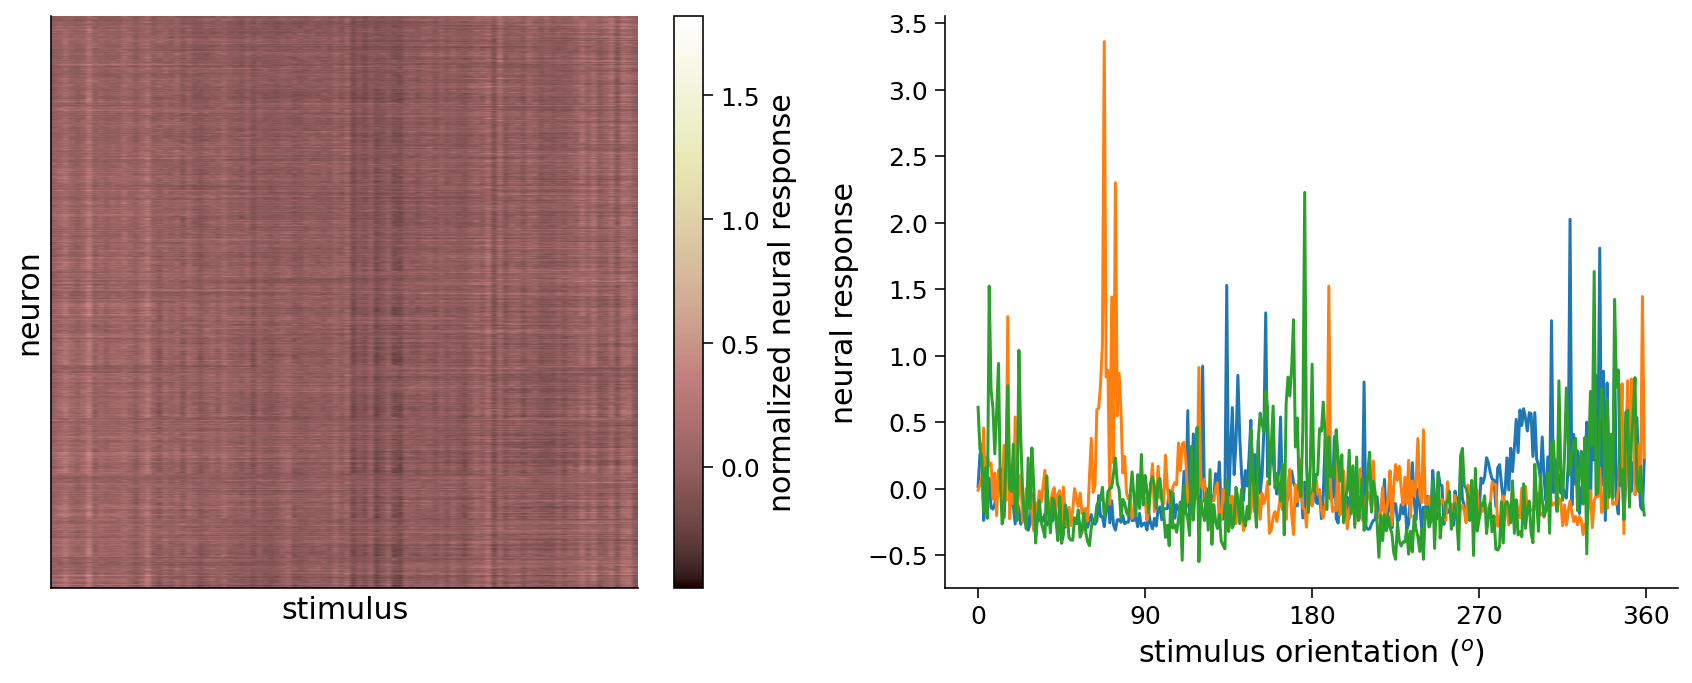 neuron
stimulus
1.5
1.0
0.5
0.0
normalized neural response
3.5
3.0
2.5
2.0
1.5
1.0
0.5
0.0
−0.5
neural response
0 90 180 270 360
stimulus orientation (°)